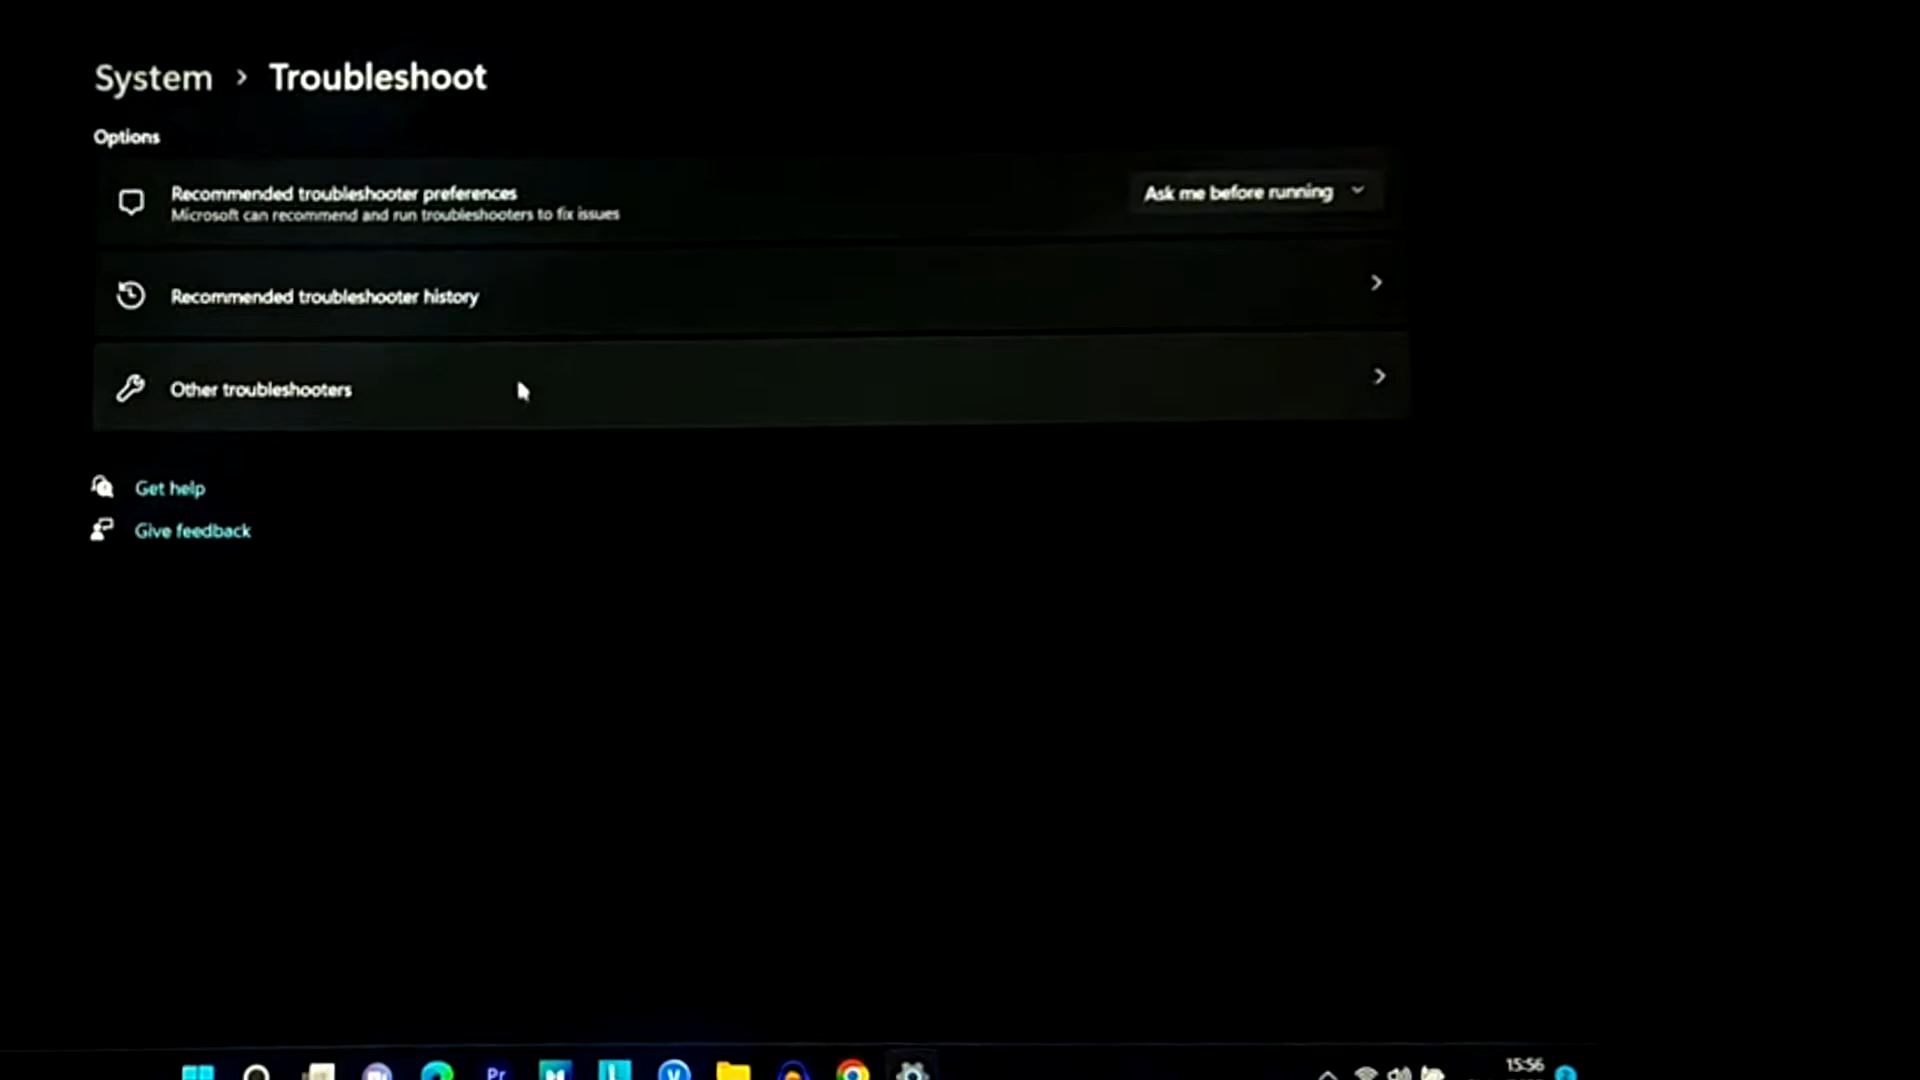 System > Troubleshoot
Options
Recommended troubleshooter preferences
Ask me before running
Microsoft can recommend and run troubleshooters to fix issues
Recommended troubleshooter history
Other troubleshooters
Get help
Give feedback
Pr
L
V
15:56